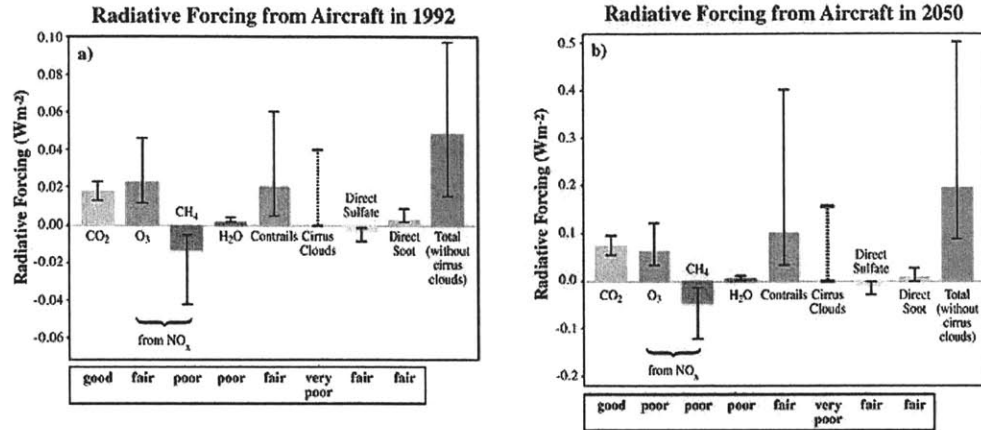 Radiative Forcing from Aircraft in 1992
a)
Radiative Forcing (Wm-2)
0.10
0.08
0.06
0.04
0.02
0.00
-0.02
-0.04
-0.06
CO2
O3
CH4
H2O
Contrails
Cirrus
Clouds
Direct
Sulfate
Direct
Soot
Total
(without
cirrus
clouds)
from NOx
good fair poor poor fair very fair fair
poor
Radiative Forcing from Aircraft in 2050
b)
Radiative Forcing (Wm-2)
0.5
0.4
0.3
0.2
0.1
0.0
-0.1
-0.2
CO2
O3
CH4
H2O
Contrails
Cirrus
Clouds
Direct
Sulfate
Direct
Soot
Total
(without
cirrus
clouds)
from NOx
good poor poor poor fair very fair fair
poor